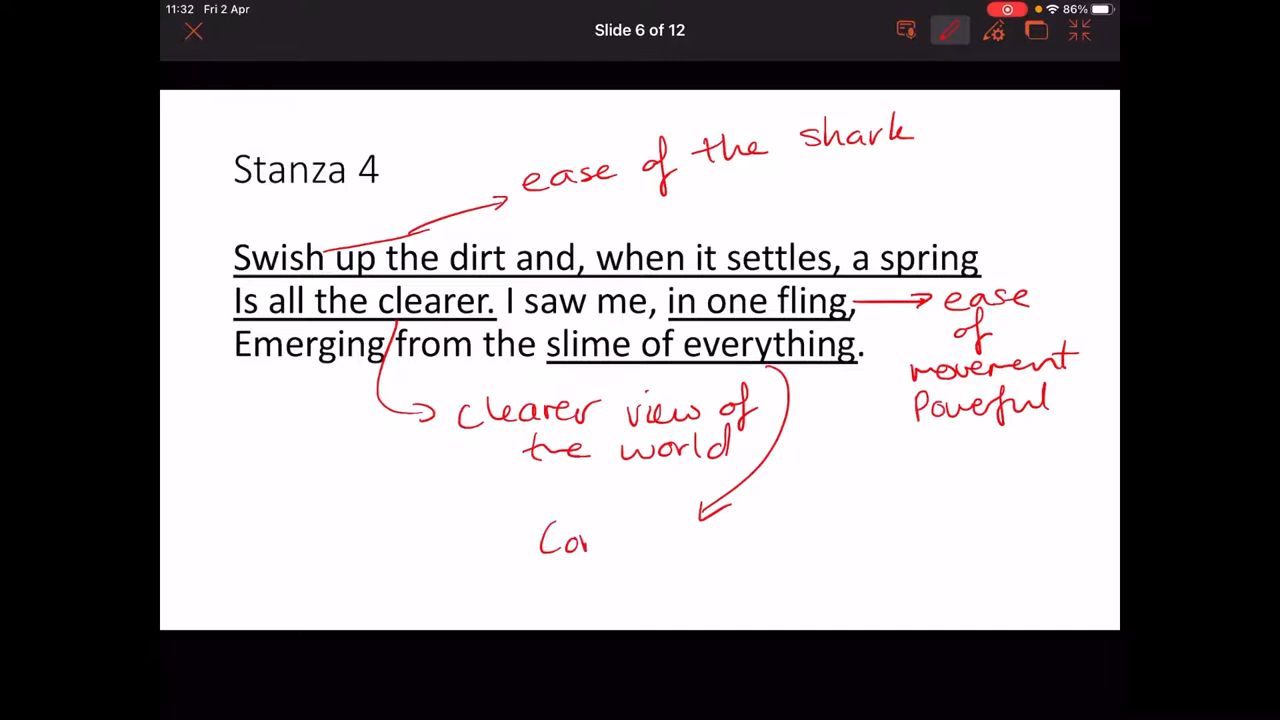 11:32 Fri 2 Apr 86%
Slide 6 of 12
ease of the shark
Stanza 4
Swish up the dirt and, when it settles, a spring
Is all the clearer. I saw me, in one fling,
Emerging from the slime of everything.
ease
of
movement
Powerful
clearer view of
the world
Cor